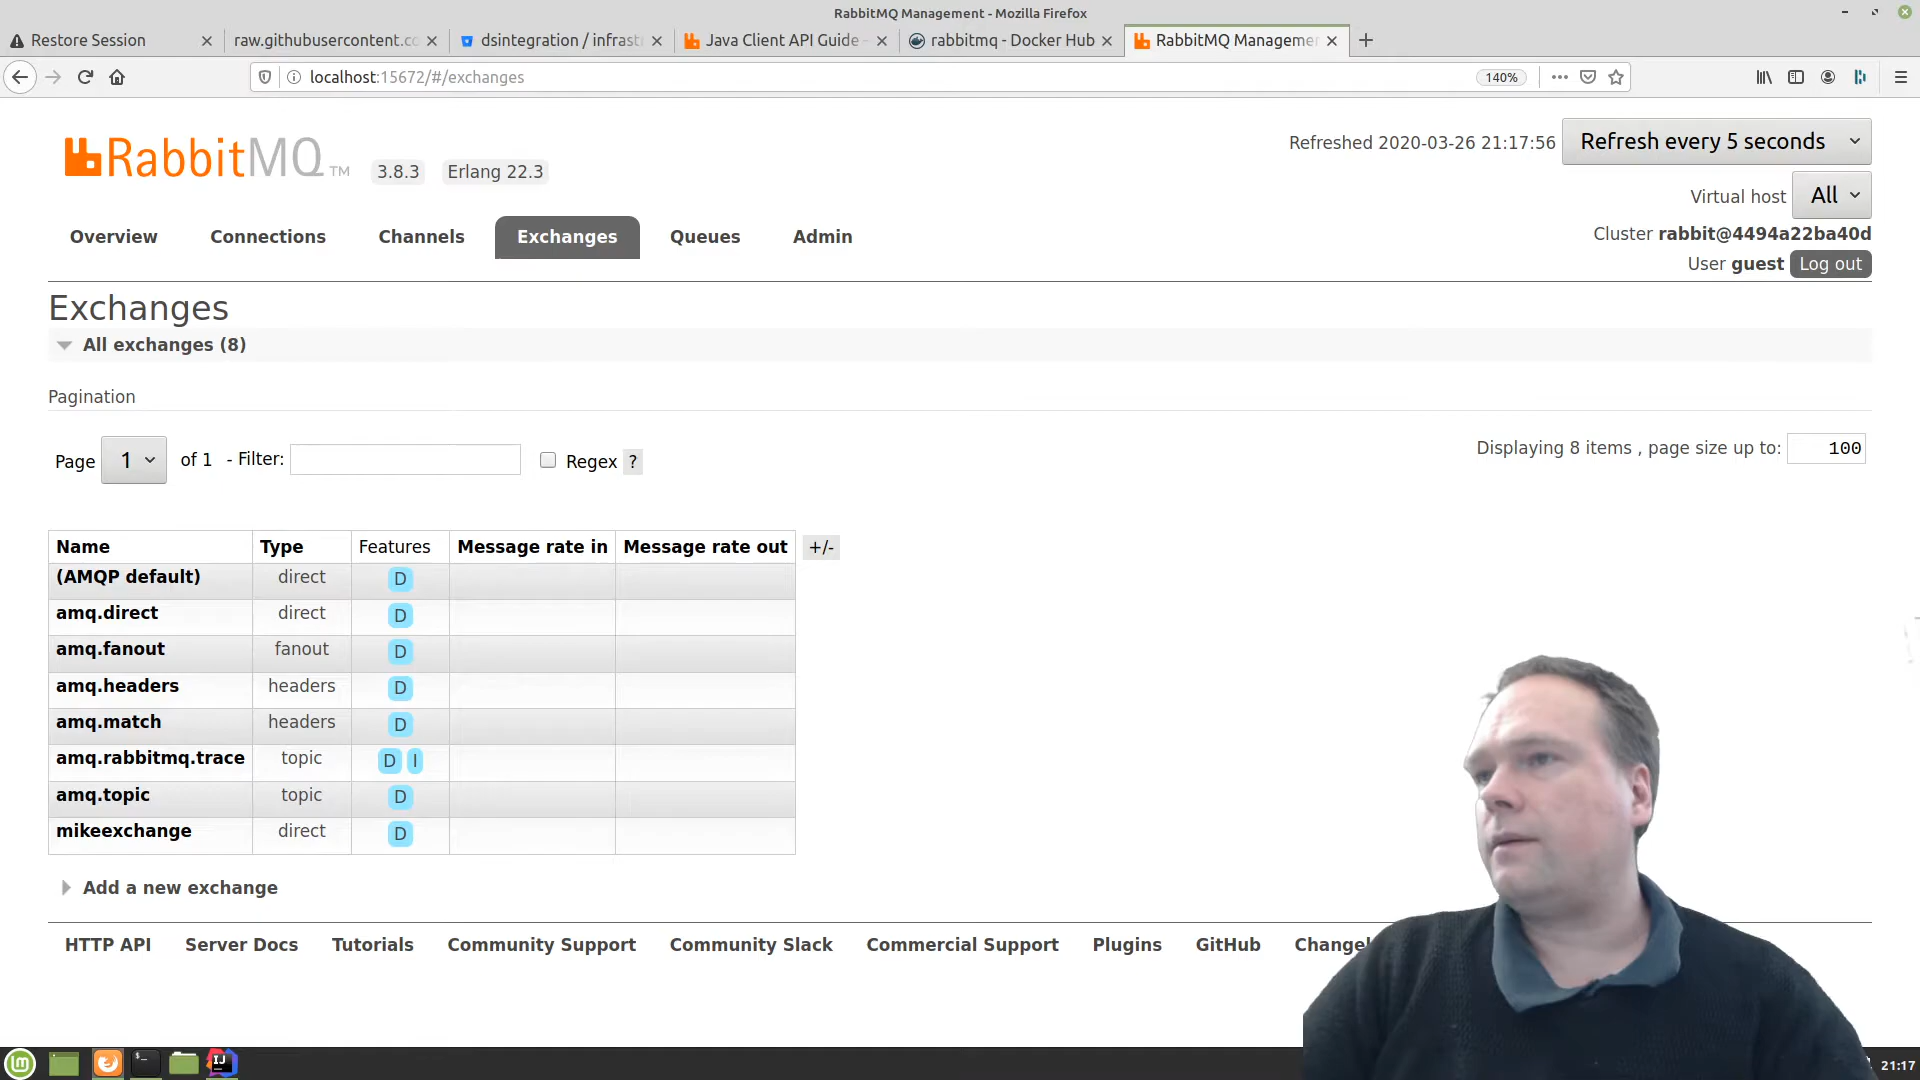 RabbitMQ Management - Mozilla Firefox
Restore Session
raw.githubusercontent.cc
dsintegration / infrast
Java Client API Guide -
rabbitmq - Docker Hub
RabbitMQ Manageme
localhost:15672/#/exchanges
140%
RabbitMQ TM
3.8.3
Erlang 22.3
Refreshed 2020-03-26 21:17:56
Refresh every 5 seconds
Virtual host
All
Cluster rabbit@4494a22ba40d
User guest
Log out
Overview
Connections
Channels
Exchanges
Queues
Admin
Exchanges
All exchanges (8)
Pagination
Page 1 of 1 - Filter:
Regex ?
Displaying 8 items , page size up to: 100
Name Type Features Message rate in Message rate out +/-
(AMQP default) direct D
amq.direct direct D
amq.fanout fanout D
amq.headers headers D
amq.match headers D
amq.rabbitmq.trace topic D I
amq.topic topic D
mikeexchange direct D
Add a new exchange
HTTP API
Server Docs
Tutorials
Community Support
Community Slack
Commercial Support
Plugins
GitHub
Changel
21:17